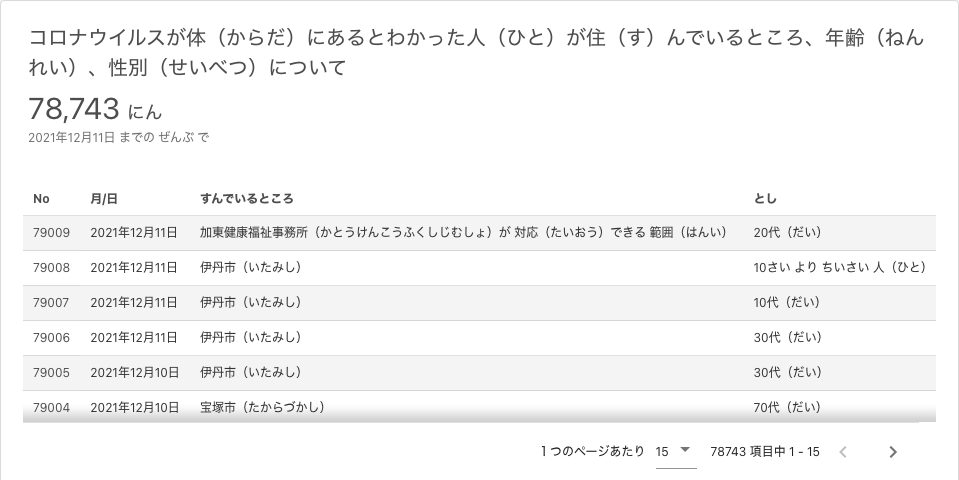 コロナウイルスが体（からだ）にあるとわかった人（ひと）が住（す）んでいるところ、年齢（ねん
れい）、性別（せいべつ）について
78,743 にん
2021年12月11日 までの ぜんぶ で
No 月/日 すんでいるところ とし
79009 2021年12月11日 加東健康福祉事務所（かとうけんこうふくしじむしょ）が 対応（たいおう）できる 範囲（はんい） 20代（だい）
79008 2021年12月11日 伊丹市（いたみし） 10さい より ちいさい 人（ひと）
79007 2021年12月11日 伊丹市（いたみし） 10代（だい）
79006 2021年12月11日 伊丹市（いたみし） 30代（だい）
79005 2021年12月10日 伊丹市（いたみし） 30代（だい）
79004 2021年12月10日 宝塚市（たからづかし） 70代（だい）
1 つのページあたり 15 78743 項目中 1 - 15